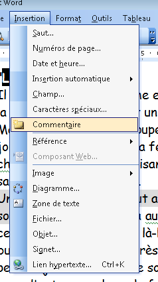 Word
Insertion Format Outils Tableau
Saut...
Numéros de page...
Date et heure...
Insertion automatique
Champ...
Caractères spéciaux...
Commentaire
Référence
Composant Web...
Image
Diagramme...
Zone de texte
Fichier...
Objet...
Signet...
Lien hypertexte... Ctrl+K